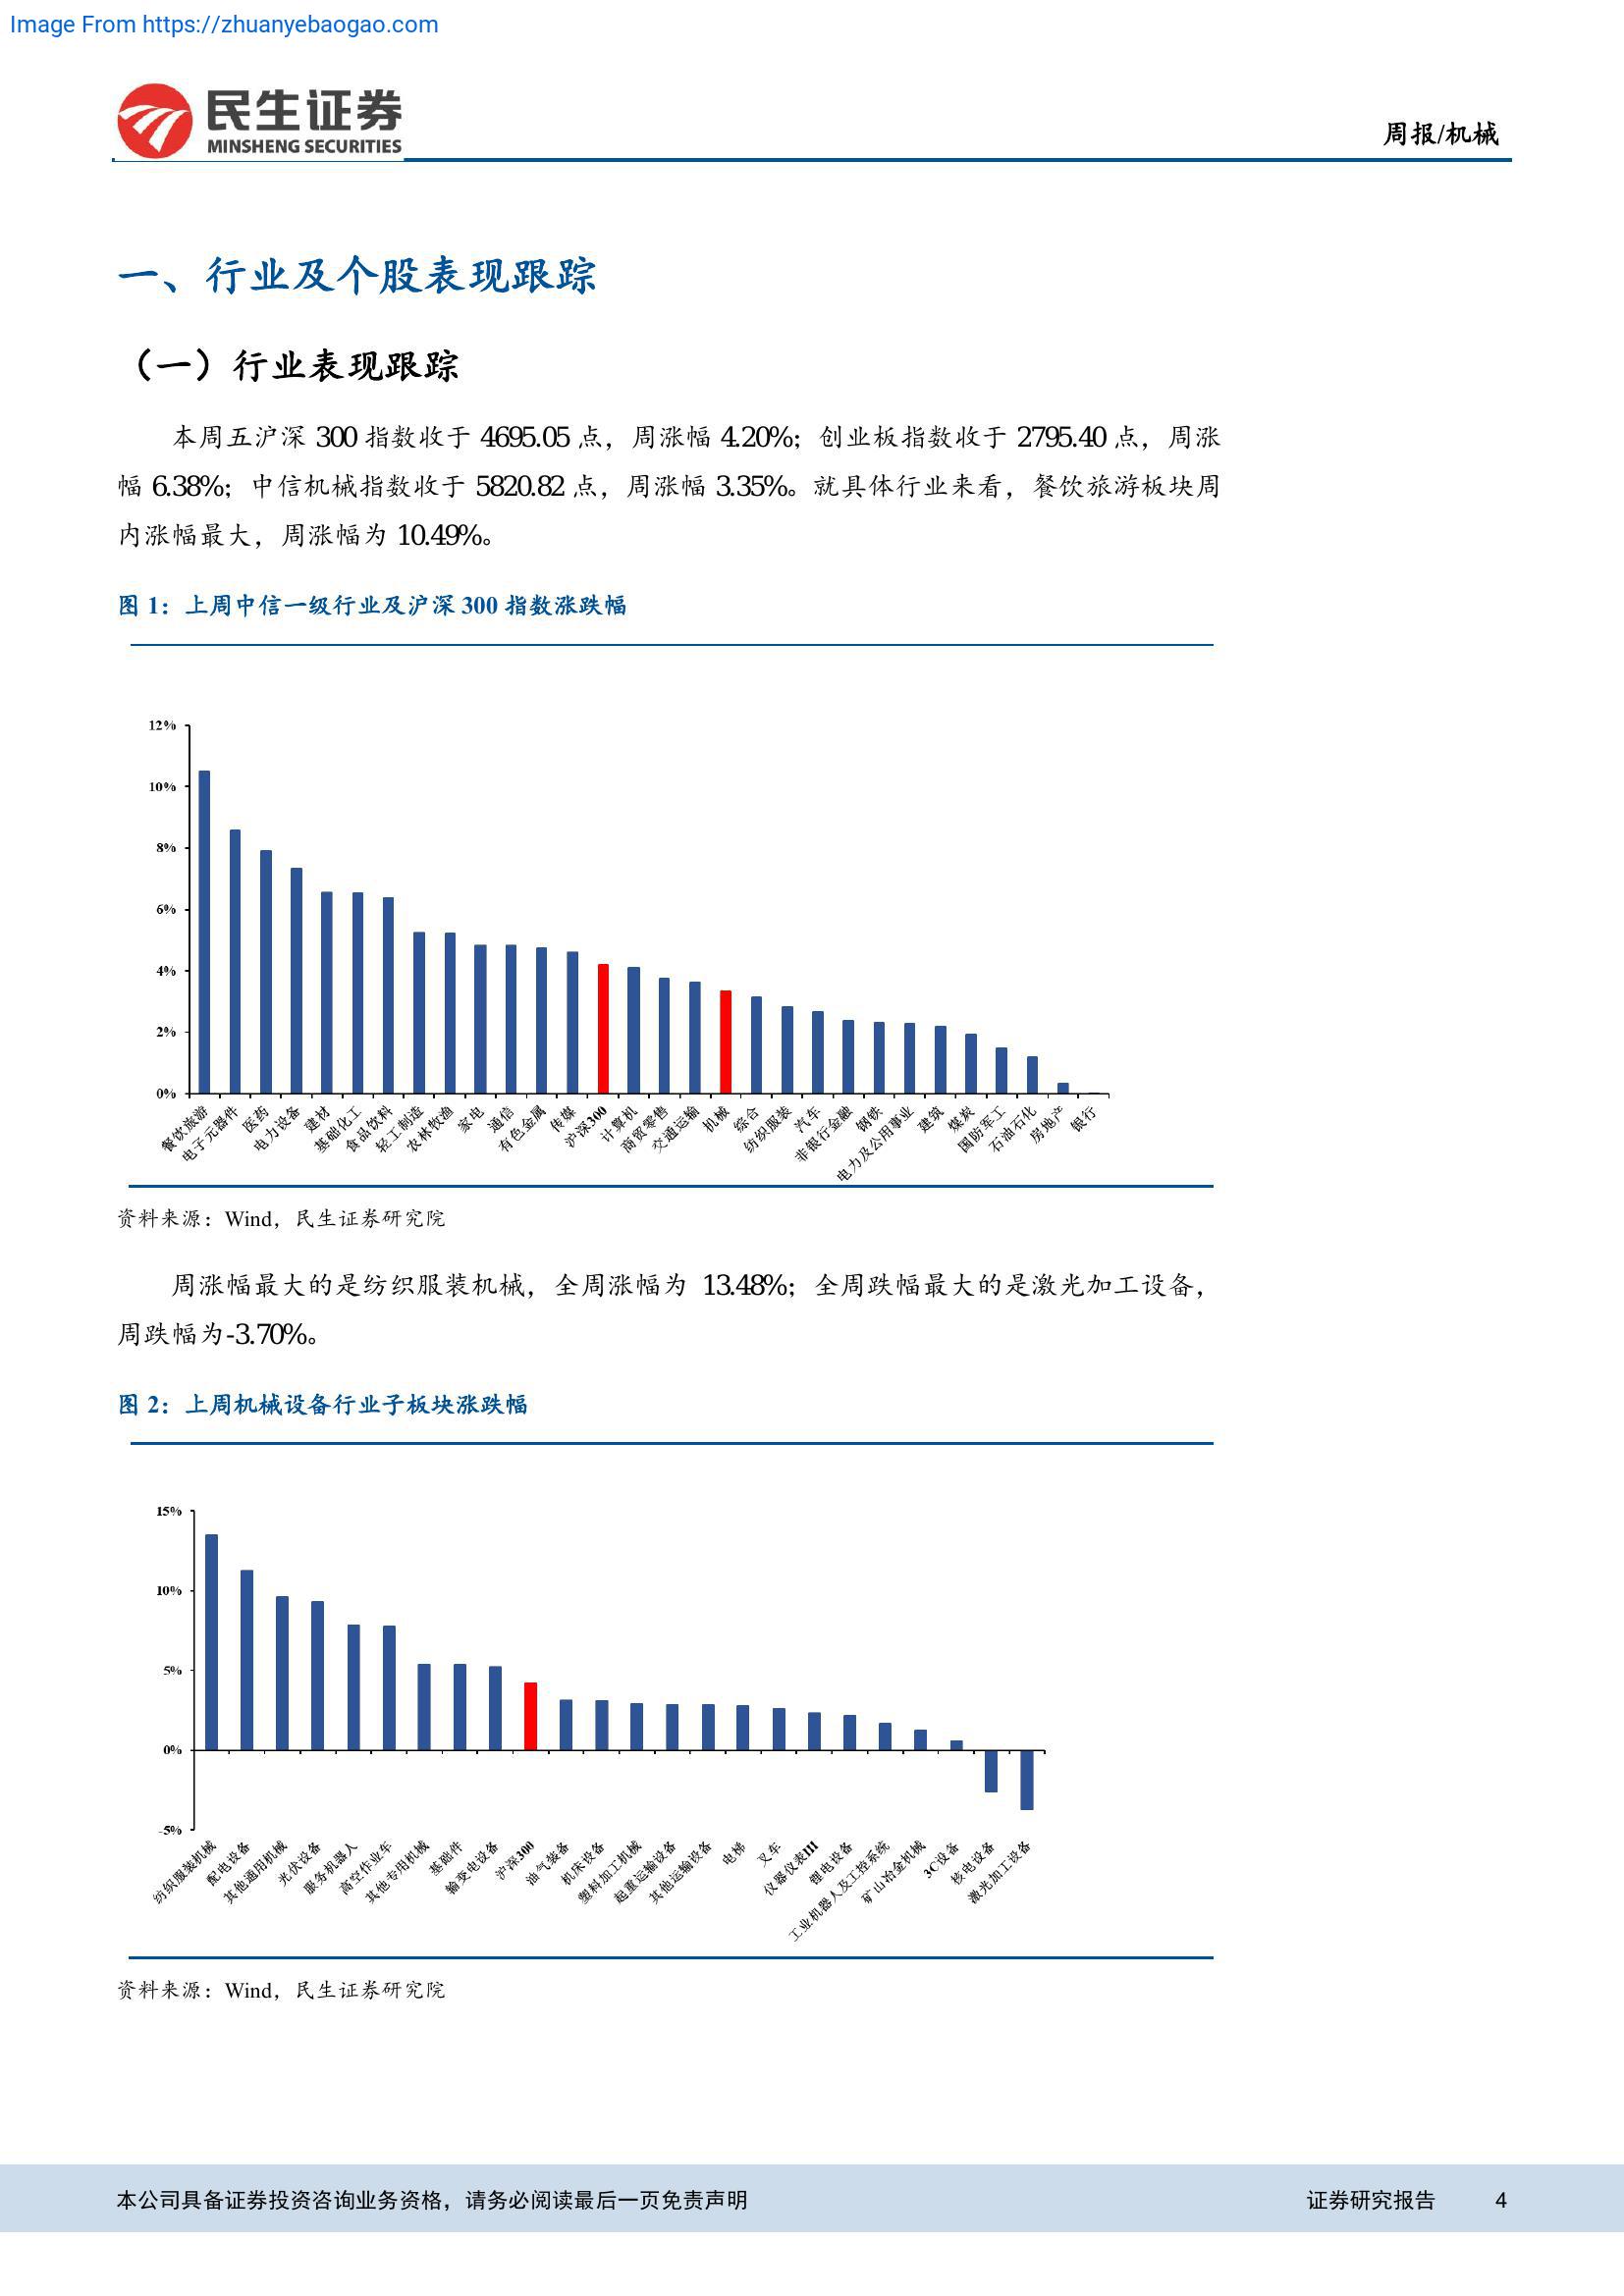 Image From https://zhuanyebaogao.com
民生证券
MINSHENG SECURITIES
周报/机械
一、行业及个股表现跟踪
（一）行业表现跟踪
本周五沪深 300 指数收于 4695.05 点，周涨幅 4.20%；创业板指数收于 2795.40 点，周涨
幅 6.38%；中信机械指数收于 5820.82 点，周涨幅 3.35%。就具体行业来看，餐饮旅游板块周
内涨幅最大，周涨幅为 10.49%。
图 1：上周中信一级行业及沪深 300 指数涨跌幅
12%
10%
8%
6%
4%
2%
0%
餐饮旅游
电子元器件
医药
电力设备
建材
基础化工
食品饮料
轻工制造
农林牧渔
家电
通信
有色金属
传媒
沪深300
计算机
商贸零售
交通运输
机械
综合
纺织服装
汽车
非银行金融
钢铁
电力及公用事业
建筑
煤炭
国防军工
石油石化
房地产
银行
资料来源：Wind，民生证券研究院
周涨幅最大的是纺织服装机械，全周涨幅为 13.48%；全周跌幅最大的是激光加工设备，
周跌幅为-3.70%。
图 2：上周机械设备行业子板块涨跌幅
15%
10%
5%
0%
-5%
纺织服装机械
配电设备
其他通用机械
光伏设备
服务机器人
高空作业车
其他专用机械
基础件
输变电设备
沪深300
油气装备
机床设备
塑料加工机械
起重运输设备
其他运输设备
电梯
叉车
仪器仪表III
锂电设备
工业机器人及工控系统
矿山冶金机械
3C设备
核电设备
激光加工设备
资料来源：Wind，民生证券研究院
本公司具备证券投资咨询业务资格，请务必阅读最后一页免责声明
证券研究报告 4